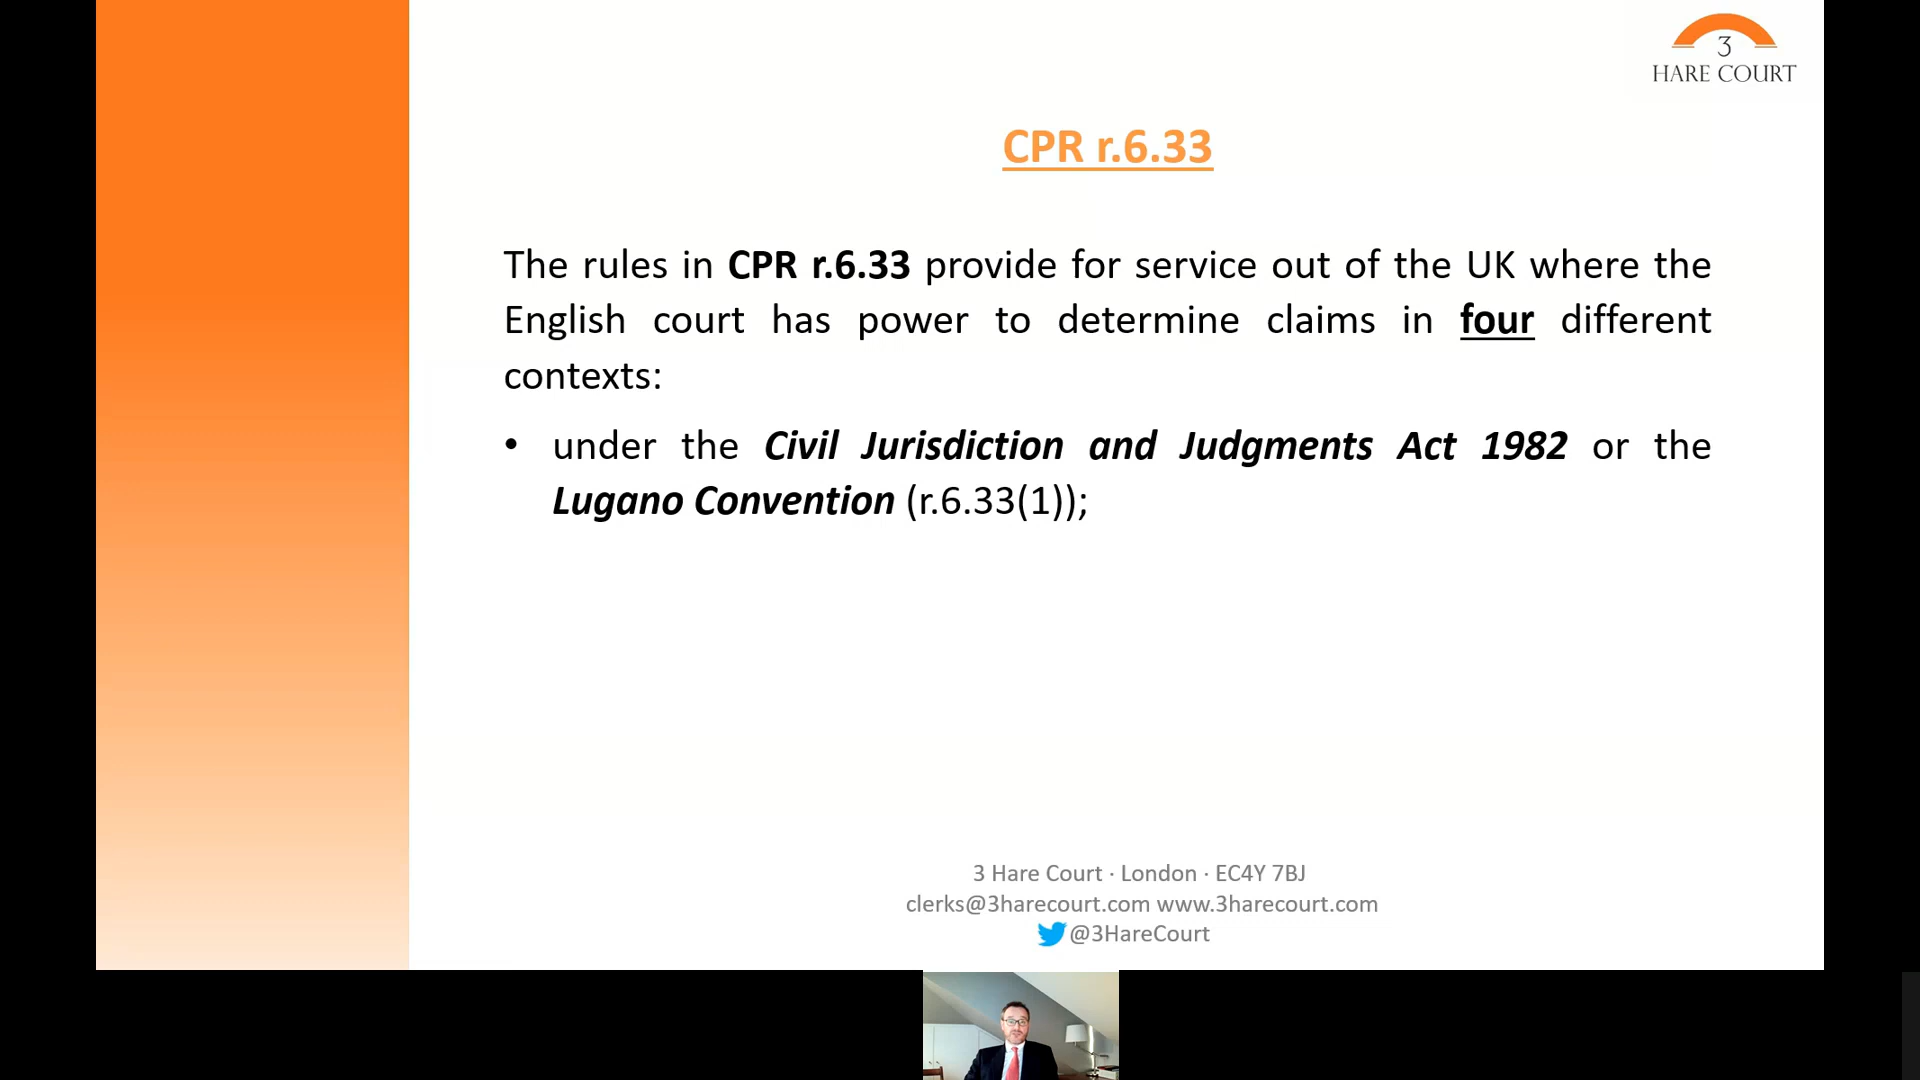 3
HARE COURT
CPR r.6.33
The rules in CPR r.6.33 provide for service out of the UK where the
English court has power to determine claims in four different
contexts:
• under the Civil Jurisdiction and Judgments Act 1982 or the
Lugano Convention (r.6.33(1));
3 Hare Court · London · EC4Y 7BJ
clerks@3harecourt.com www.3harecourt.com
@3HareCourt